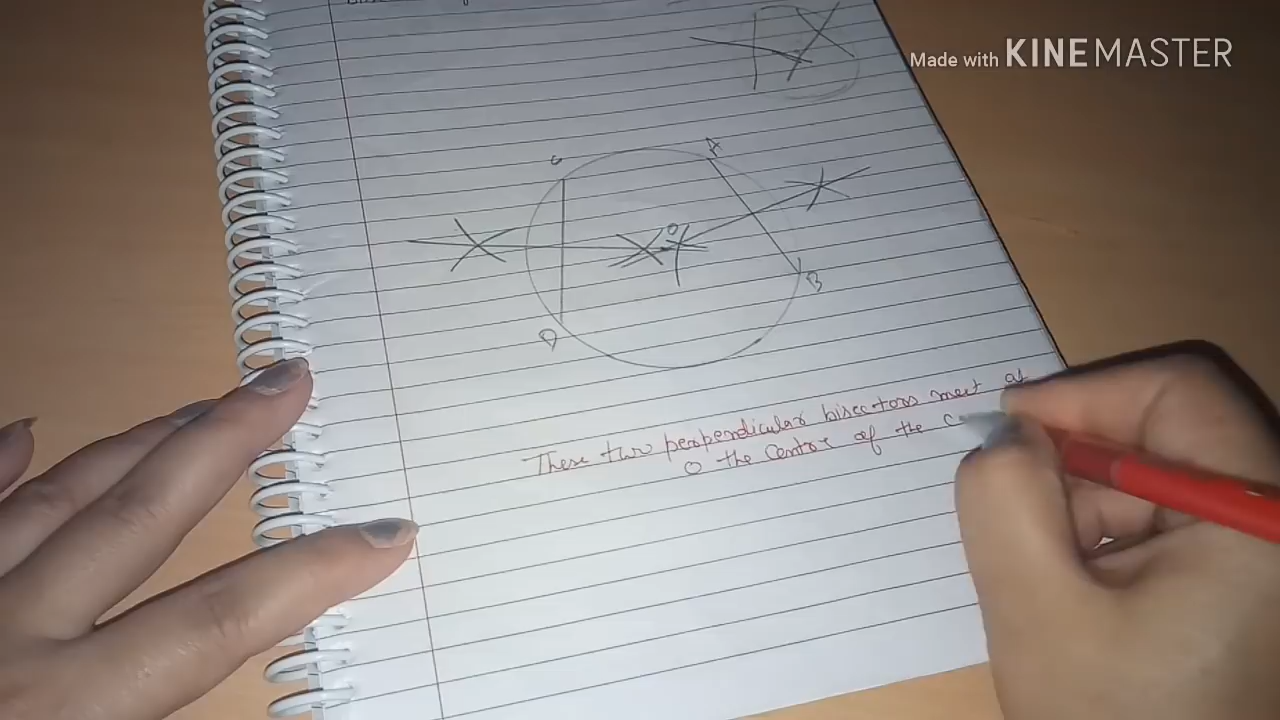 Made with KINEMASTER
C
A
O
B
D
These two perpendicular bisectors meet at
O the centre of the c